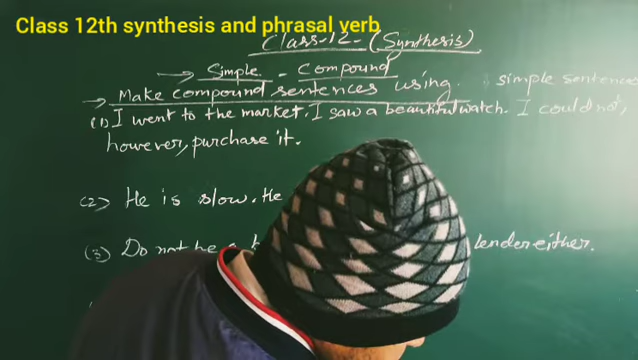 Class 12th synthesis and phrasal verb
Class-12-(Synthesis)
Simple - Compound
Make compound sentences using simple sentences
(1) I went to the market. I saw a beautiful watch. I could not,
however, purchase it.
(2) He is slow. He
(3) Do not be a lender either.